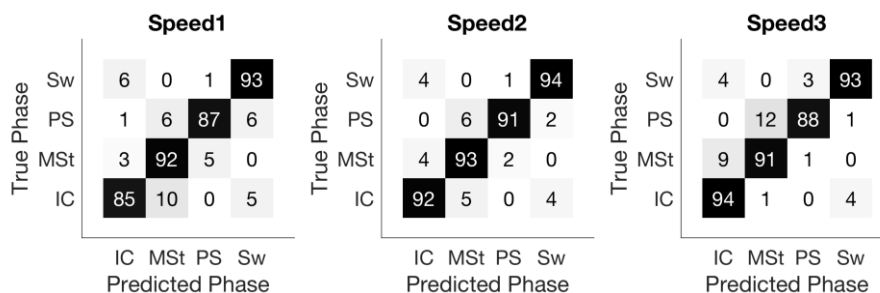 Speed1
True Phase
Sw 6 0 1 93
PS 1 6 87 6
MSt 3 92 5 0
IC 85 10 0 5
IC MSt PS Sw
Predicted Phase
Speed2
True Phase
Sw 4 0 1 94
PS 0 6 91 2
MSt 4 93 2 0
IC 92 5 0 4
IC MSt PS Sw
Predicted Phase
Speed3
True Phase
Sw 4 0 3 93
PS 0 12 88 1
MSt 9 91 1 0
IC 94 1 0 4
IC MSt PS Sw
Predicted Phase